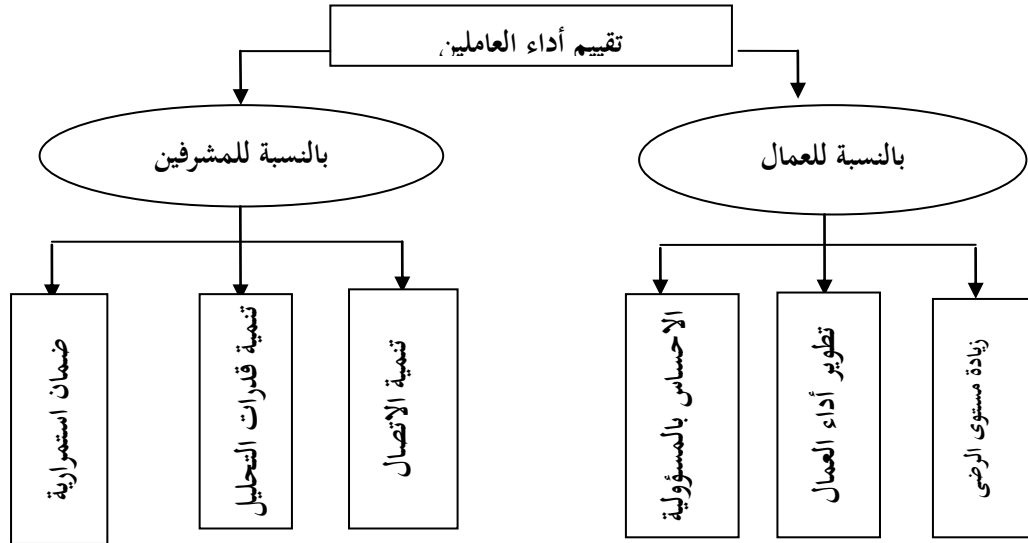 تقييم أداء العاملين
بالنسبة للعمال
بالنسبة للمشرفين
زيادة مستوى الرضى
تطوير أداء العمال
الاحساس بالمسؤولية
تنمية الاتصال
تنمية قدرات التحليل
ضمان استمرارية